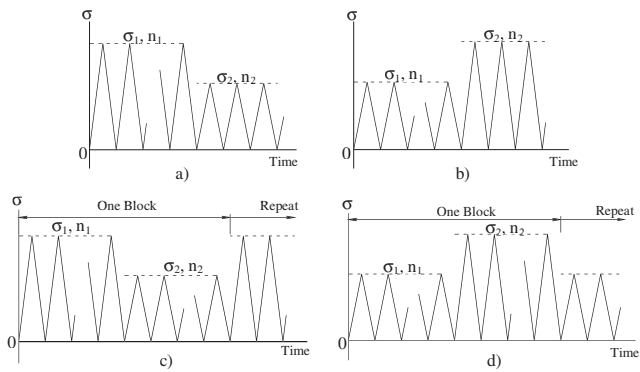 σ
σ₁, n₁
σ₂, n₂
0
Time
a)
σ
σ₁, n₁
σ₂, n₂
0
Time
b)
σ
One Block
Repeat
σ₁, n₁
σ₂, n₂
0
Time
c)
σ
One Block
Repeat
σ₁, n₁
σ₂, n₂
0
Time
d)